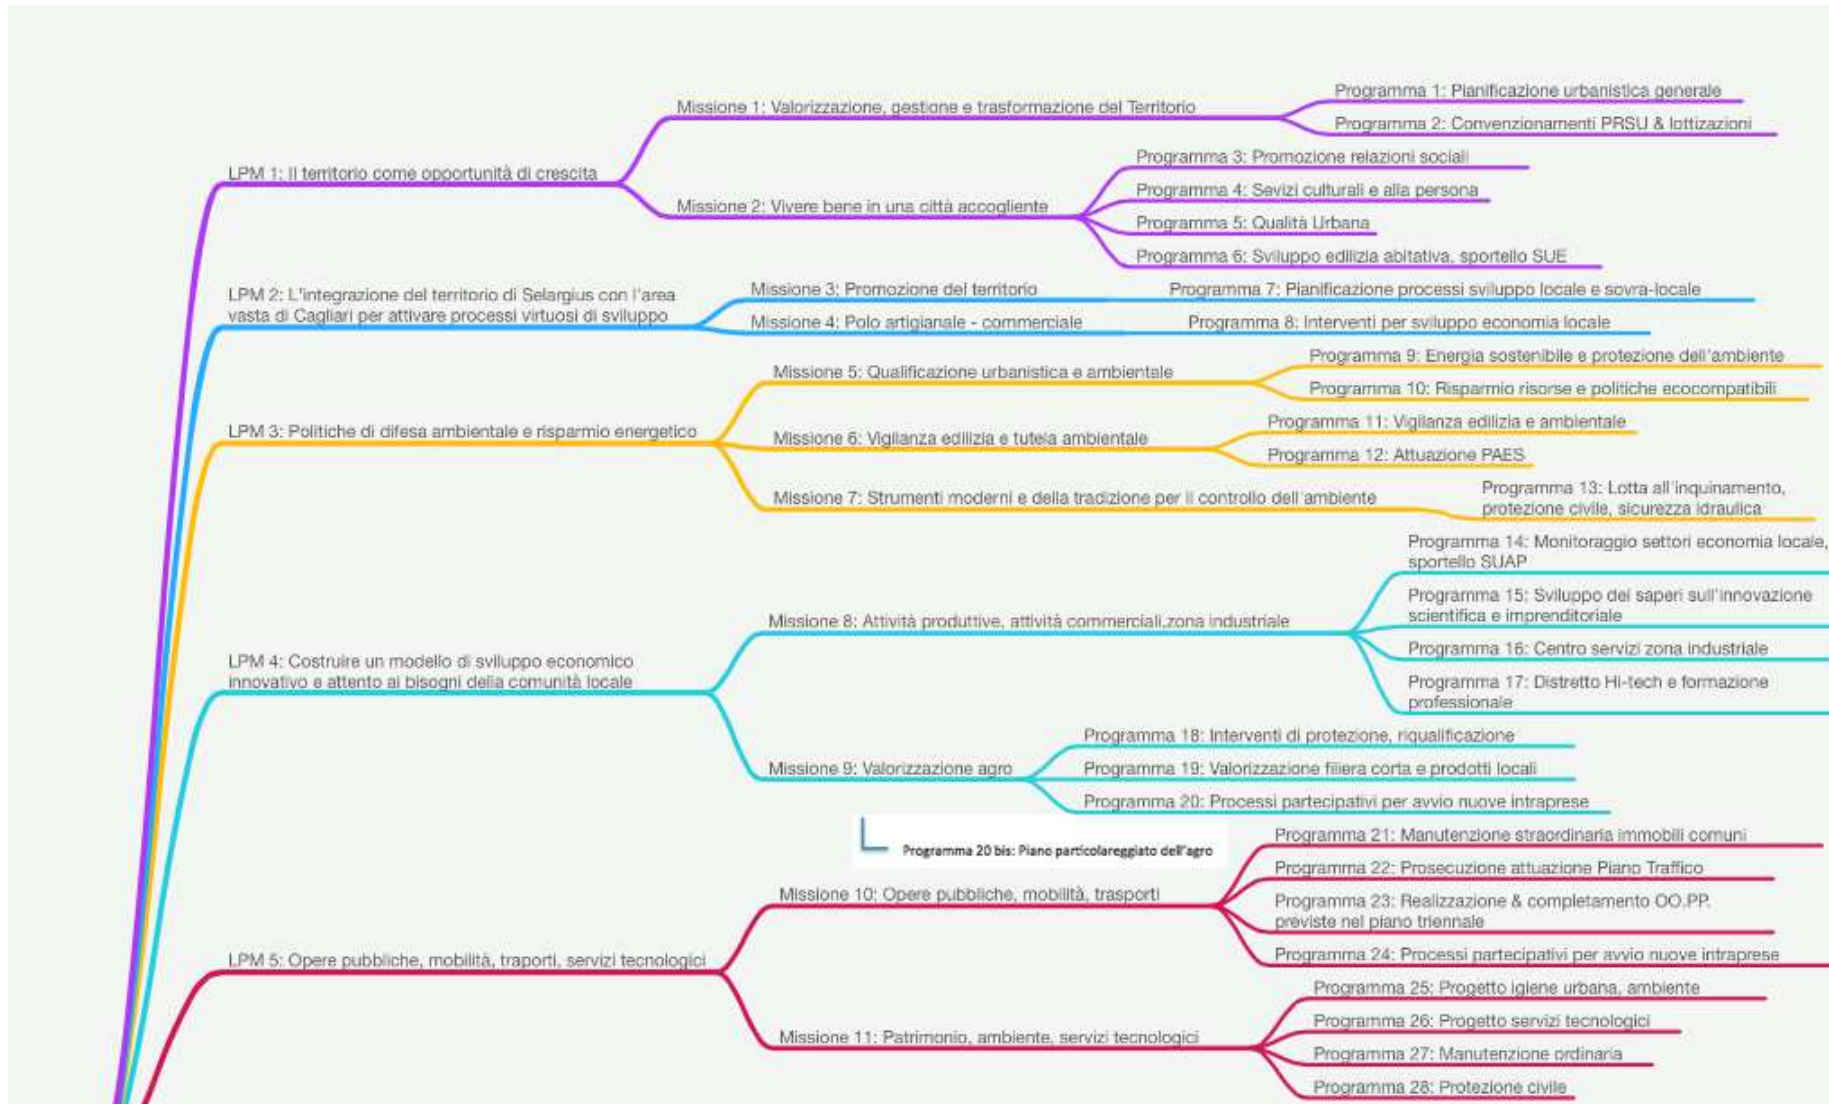 LPM 1: Il territorio come opportunità di crescita
Missione 1: Valorizzazione, gestione e trasformazione del Territorio
Programma 1: Pianificazione urbanistica generale
Programma 2: Convenzionamenti PRSU & lottizazioni
Missione 2: Vivere bene in una città accogliente
Programma 3: Promozione relazioni sociali
Programma 4: Sevizi culturali e alla persona
Programma 5: Qualità Urbana
Programma 6: Sviluppo edilizia abitativa, sportello SUE
LPM 2: L'integrazione del territorio di Selargius con l'area
vasta di Cagliari per attivare processi virtuosi di sviluppo
Missione 3: Promozione del territorio
Programma 7: Pianificazione processi sviluppo locale e sovra-locale
Missione 4: Polo artigianale - commerciale
Programma 8: Interventi per sviluppo economia locale
LPM 3: Politiche di difesa ambientale e risparmio energetico
Missione 5: Qualificazione urbanistica e ambientale
Programma 9: Energia sostenibile e protezione dell'ambiente
Programma 10: Risparmio risorse e politiche ecocompatibili
Missione 6: Vigilanza edilizia e tutela ambientale
Programma 11: Vigilanza edilizia e ambientale
Programma 12: Attuazione PAES
Missione 7: Strumenti moderni e della tradizione per il controllo dell'ambiente
Programma 13: Lotta all'inquinamento,
protezione civile, sicurezza idraulica
LPM 4: Costruire un modello di sviluppo economico
innovativo e attento ai bisogni della comunità locale
Missione 8: Attività produttive, attività commerciali,zona industriale
Programma 14: Monitoraggio settori economia locale,
sportello SUAP
Programma 15: Sviluppo dei saperi sull'innovazione
scientifica e imprenditoriale
Programma 16: Centro servizi zona industriale
Programma 17: Distretto Hi-tech e formazione
professionale
Missione 9: Valorizzazione agro
Programma 18: Interventi di protezione, riqualificazione
Programma 19: Valorizzazione filiera corta e prodotti locali
Programma 20: Processi partecipativi per avvio nuove intraprese
Programma 20 bis: Piano particolareggiato dell'agro
LPM 5: Opere pubbliche, mobilità, traporti, servizi tecnologici
Missione 10: Opere pubbliche, mobilità, trasporti
Programma 21: Manutenzione straordinaria immobili comuni
Programma 22: Prosecuzione attuazione Piano Traffico
Programma 23: Realizzazione & completamento OO.PP.
previste nel piano triennale
Programma 24: Processi partecipativi per avvio nuove intraprese
Missione 11: Patrimonio, ambiente, servizi tecnologici
Programma 25: Progetto igiene urbana, ambiente
Programma 26: Progetto servizi tecnologici
Programma 27: Manutenzione ordinaria
Programma 28: Protezione civile